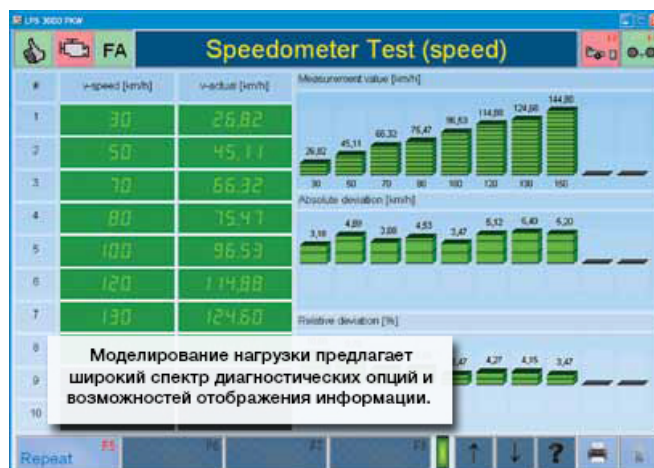 LPS 3000 PKW
FA
Speedometer Test (speed)
# v-speed [km/h] v-actual [km/h]
Measurement value [km/h]
1 30 26,82
2 50 45,11
3 70 66,32
4 80 75,47
5 100 96,53
6 120 114,88
7 130 124,60
8
9
10
26,82 45,11 66,32 75,47 96,53 114,88 124,60 144,80
30 50 70 80 100 120 130 150
Absolute deviation [km/h]
3,18 4,89 3,68 4,53 3,47 5,12 5,40 5,20
Relative deviation [%]
3,47 4,27 4,15 3,47
Моделирование нагрузки предлагает
широкий спектр диагностических опций и
возможностей отображения информации.
Repeat F5 F6 F7 F8 ↑ ↓ ?